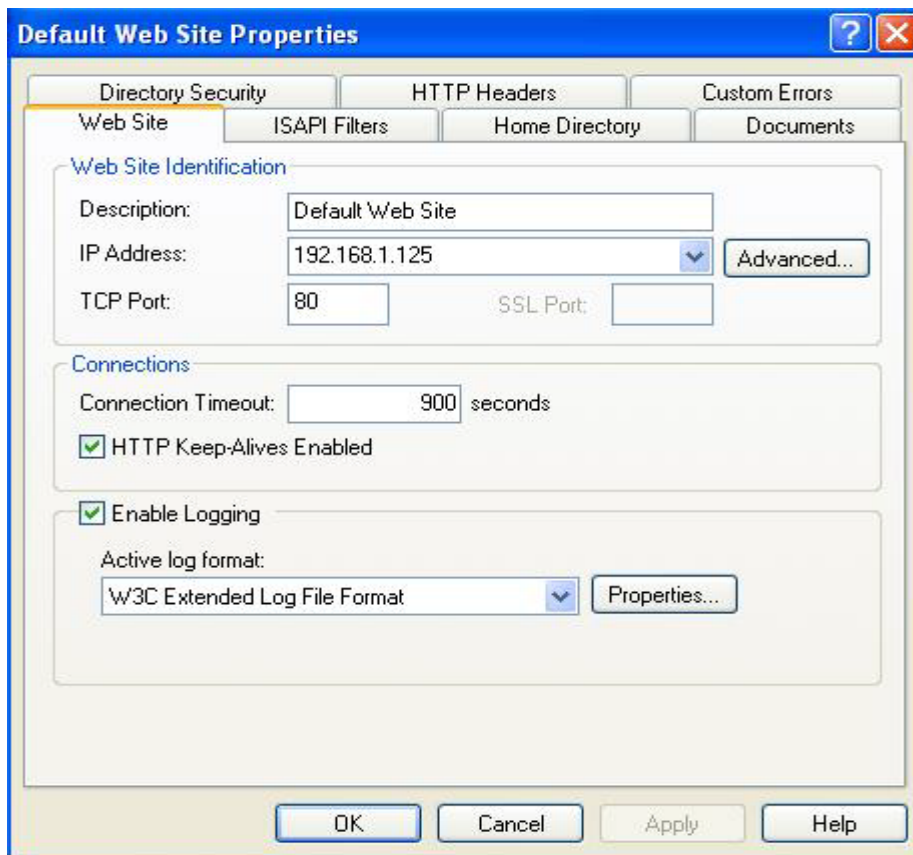 Default Web Site Properties
Directory Security HTTP Headers Custom Errors
Web Site ISAPI Filters Home Directory Documents
Web Site Identification
Description: Default Web Site
IP Address: 192.168.1.125 Advanced...
TCP Port: 80 SSL Port:
Connections
Connection Timeout: 900 seconds
HTTP Keep-Alives Enabled
Enable Logging
Active log format:
W3C Extended Log File Format Properties...
OK Cancel Apply Help